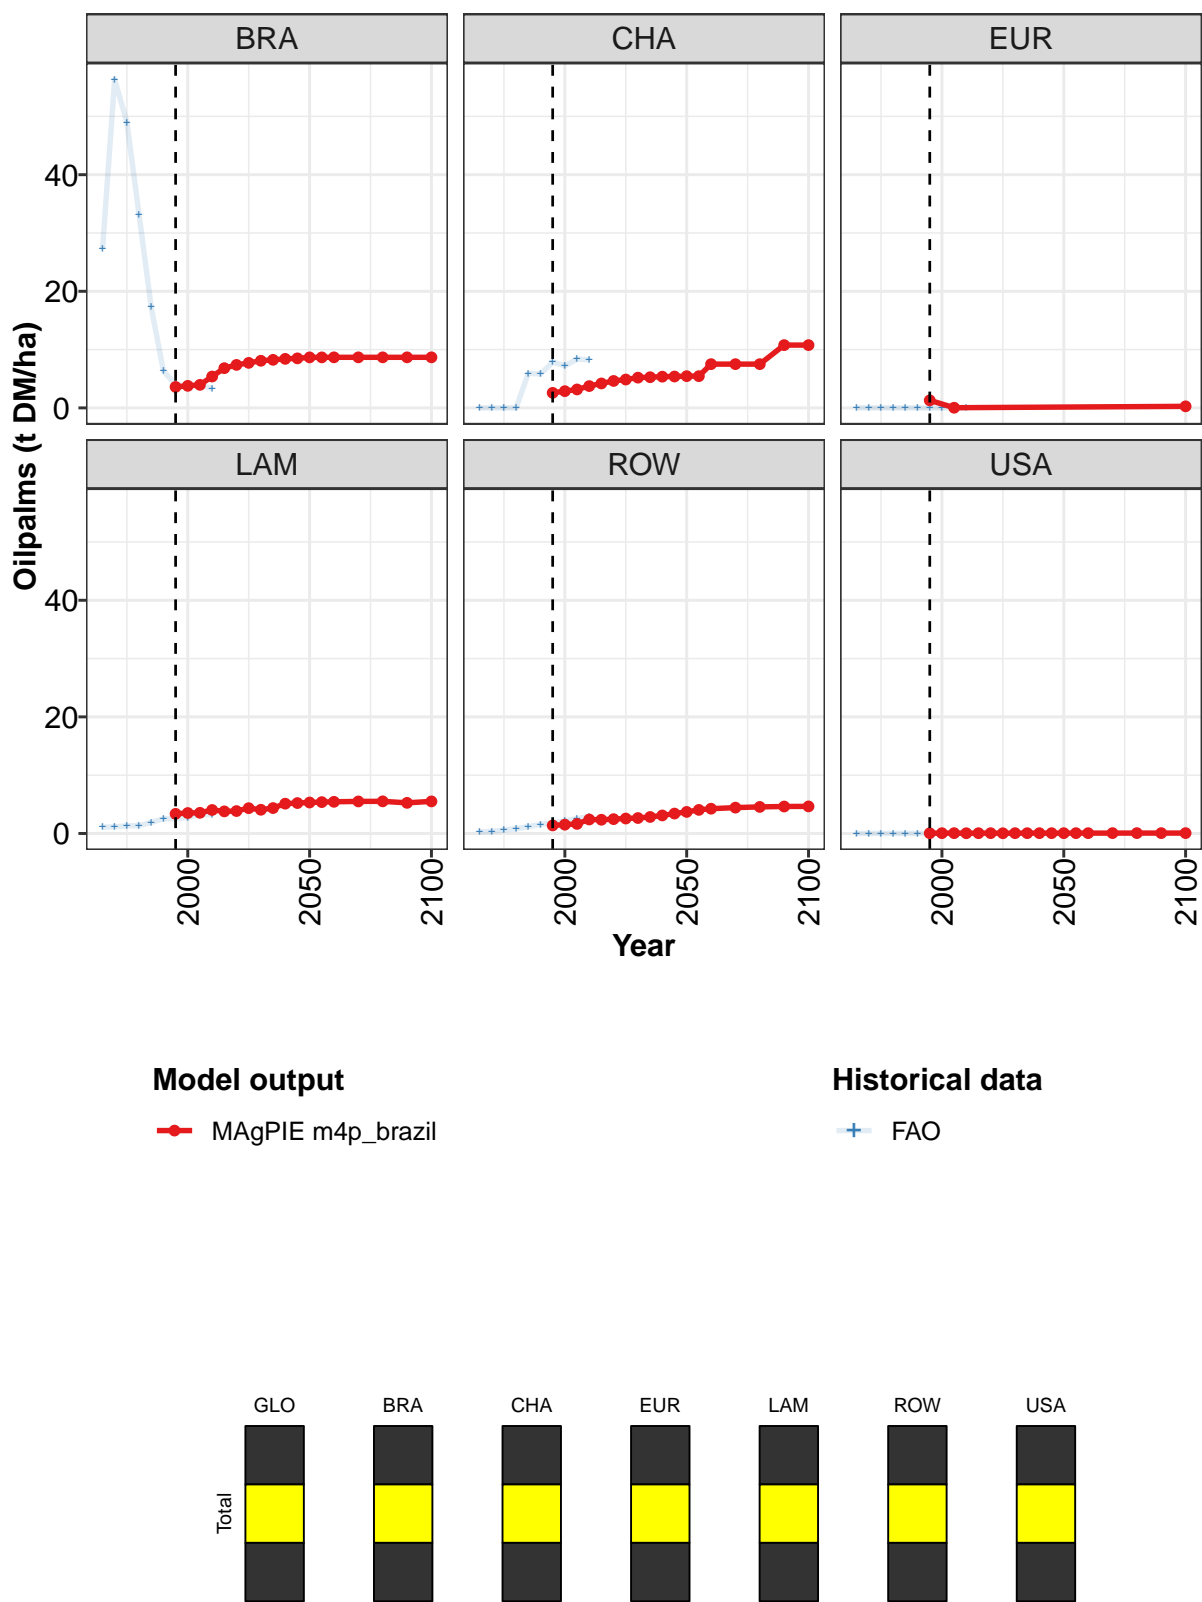 BRA CHA EUR
40
20
0
LAM ROW USA
40
20
0
Oilpalms (t DM/ha)
2000 2050 2100 2000 2050 2100 2000 2050 2100
Year
Model output Historical data
MAgPIE m4p_brazil FAO
GLO BRA CHA EUR LAM ROW USA
Total